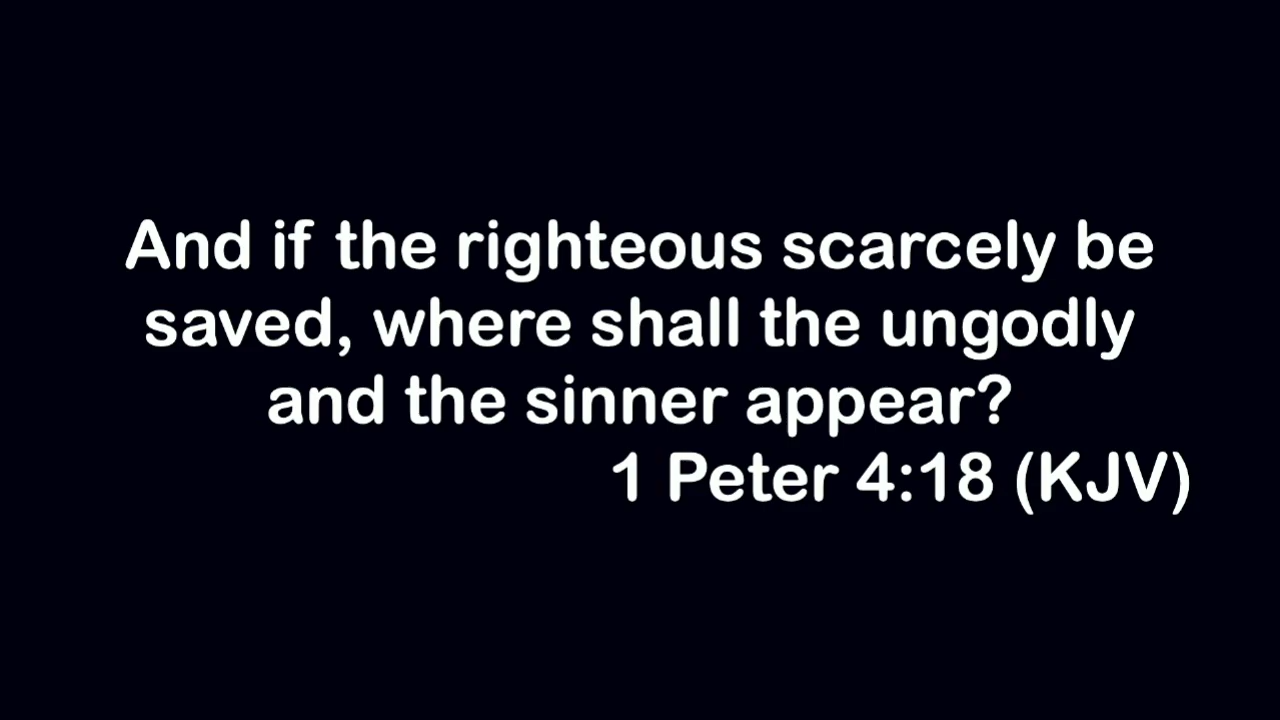 And if the righteous scarcely be
saved, where shall the ungodly
and the sinner appear?
1 Peter 4:18 (KJV)